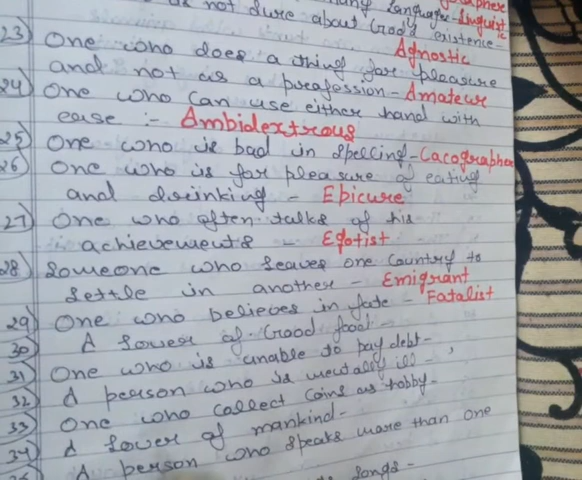 not sure about God's existence-
Agnostic
23) One who does a thing for pleasure
and not as a profession - Amateur
24) One who can use either hand with
ease :- Ambidextrous
25) One who is bad in spelling - Cacographer
26) One who is for pleasure of eating
and drinking - Epicure
27) One who often talks of his
achievements - Egotist
28) Someone who leaves one country to
settle in another - Emigrant
29) One who believes in fate - Fatalist
30) A lover of Good food -
31) One who is unable to pay debt -
32) A person who is mentally ill -
33) One who collect coins as hobby -
34) A lover of mankind -
A person who speaks more than one
songs -